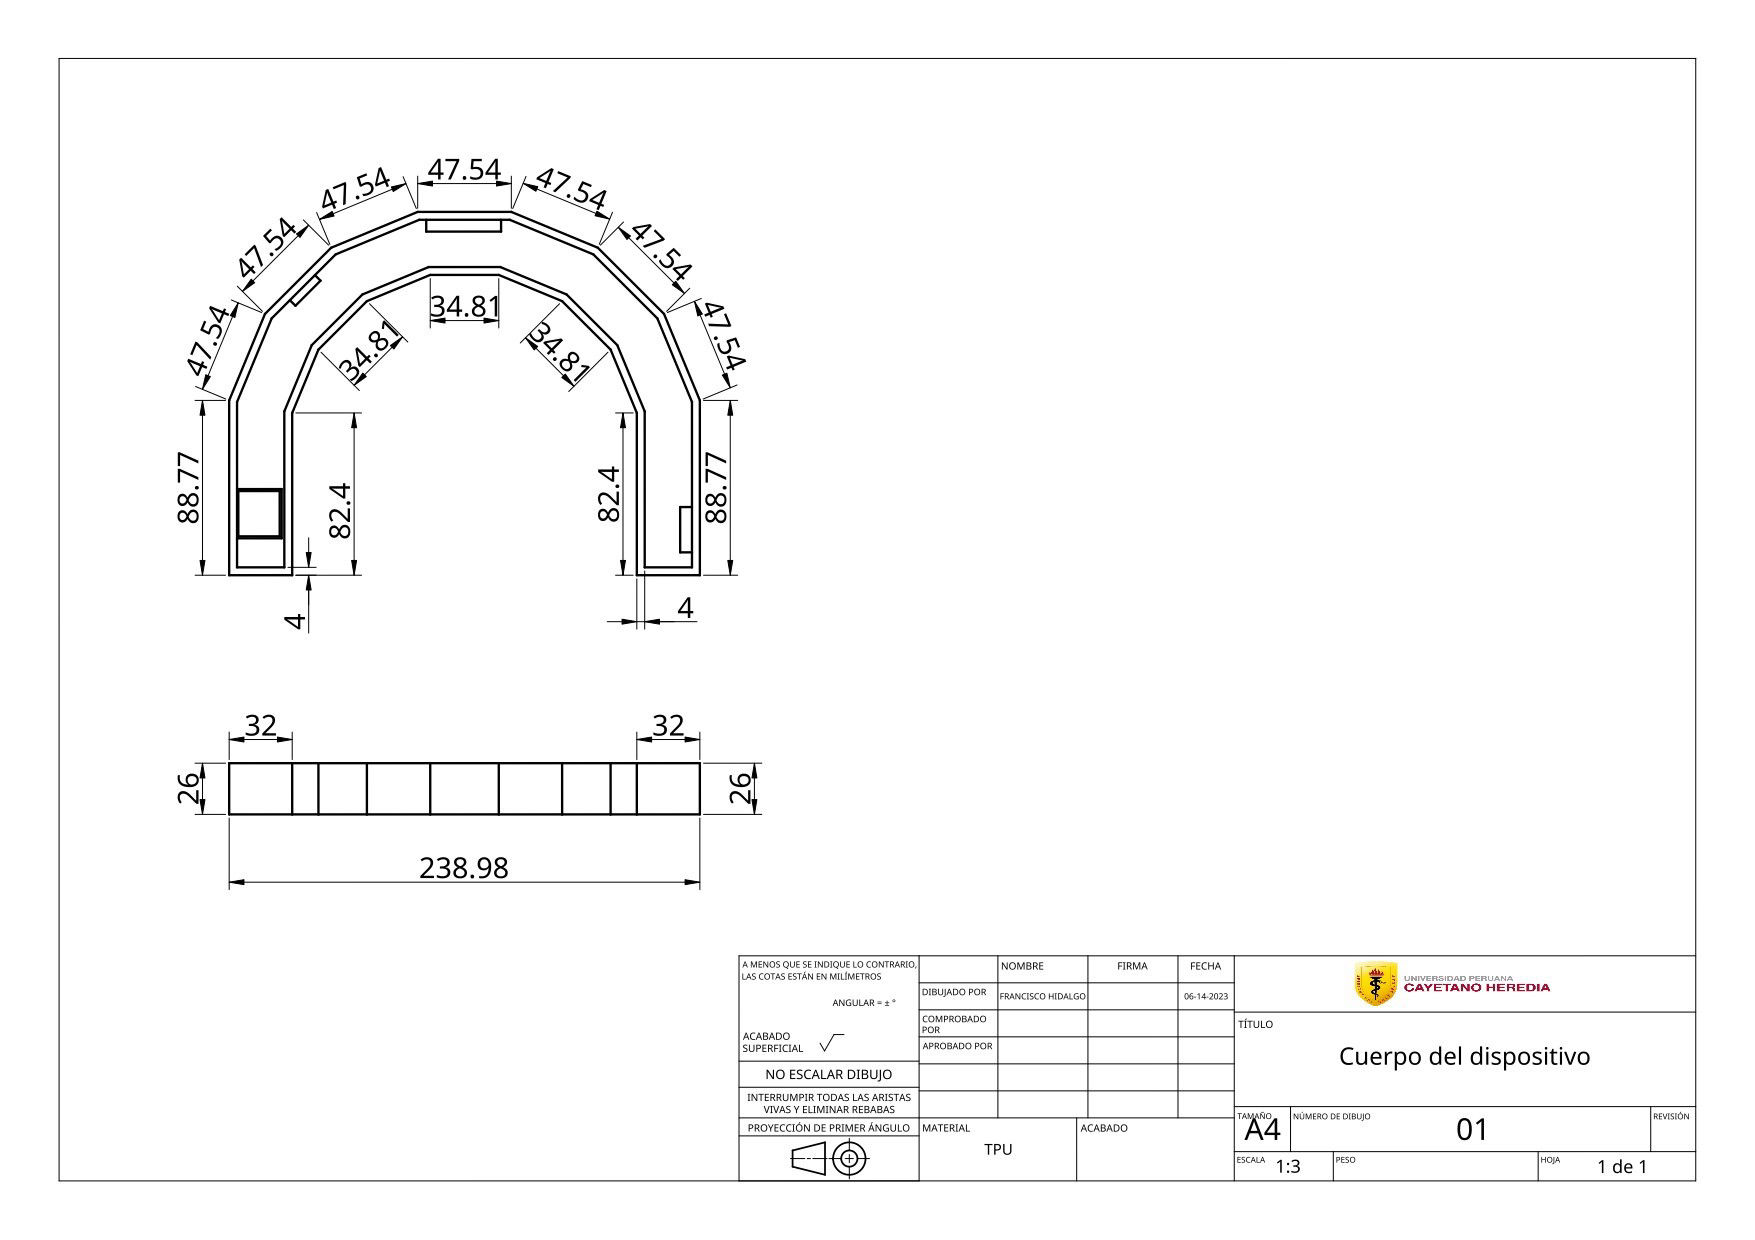 47.54
47.54
47.54
47.54
47.54
47.54
47.54
34.81
34.81
34.81
88.77
82.4
82.4
88.77
4
4
32
32
26
26
238.98
A MENOS QUE SE INDIQUE LO CONTRARIO,
LAS COTAS ESTÁN EN MILÍMETROS
ANGULAR = ± °
ACABADO
SUPERFICIAL
NO ESCALAR DIBUJO
INTERRUMPIR TODAS LAS ARISTAS
VIVAS Y ELIMINAR REBABAS
PROYECCIÓN DE PRIMER ÁNGULO
NOMBRE
FIRMA
FECHA
DIBUJADO POR
FRANCISCO HIDALGO
06-14-2023
COMPROBADO
POR
APROBADO POR
MATERIAL
TPU
ACABADO
UNIVERSIDAD PERUANA
CAYETANO HEREDIA
TÍTULO
Cuerpo del dispositivo
TAMAÑO
A4
NÚMERO DE DIBUJO
01
REVISIÓN
ESCALA
1:3
PESO
HOJA
1 de 1